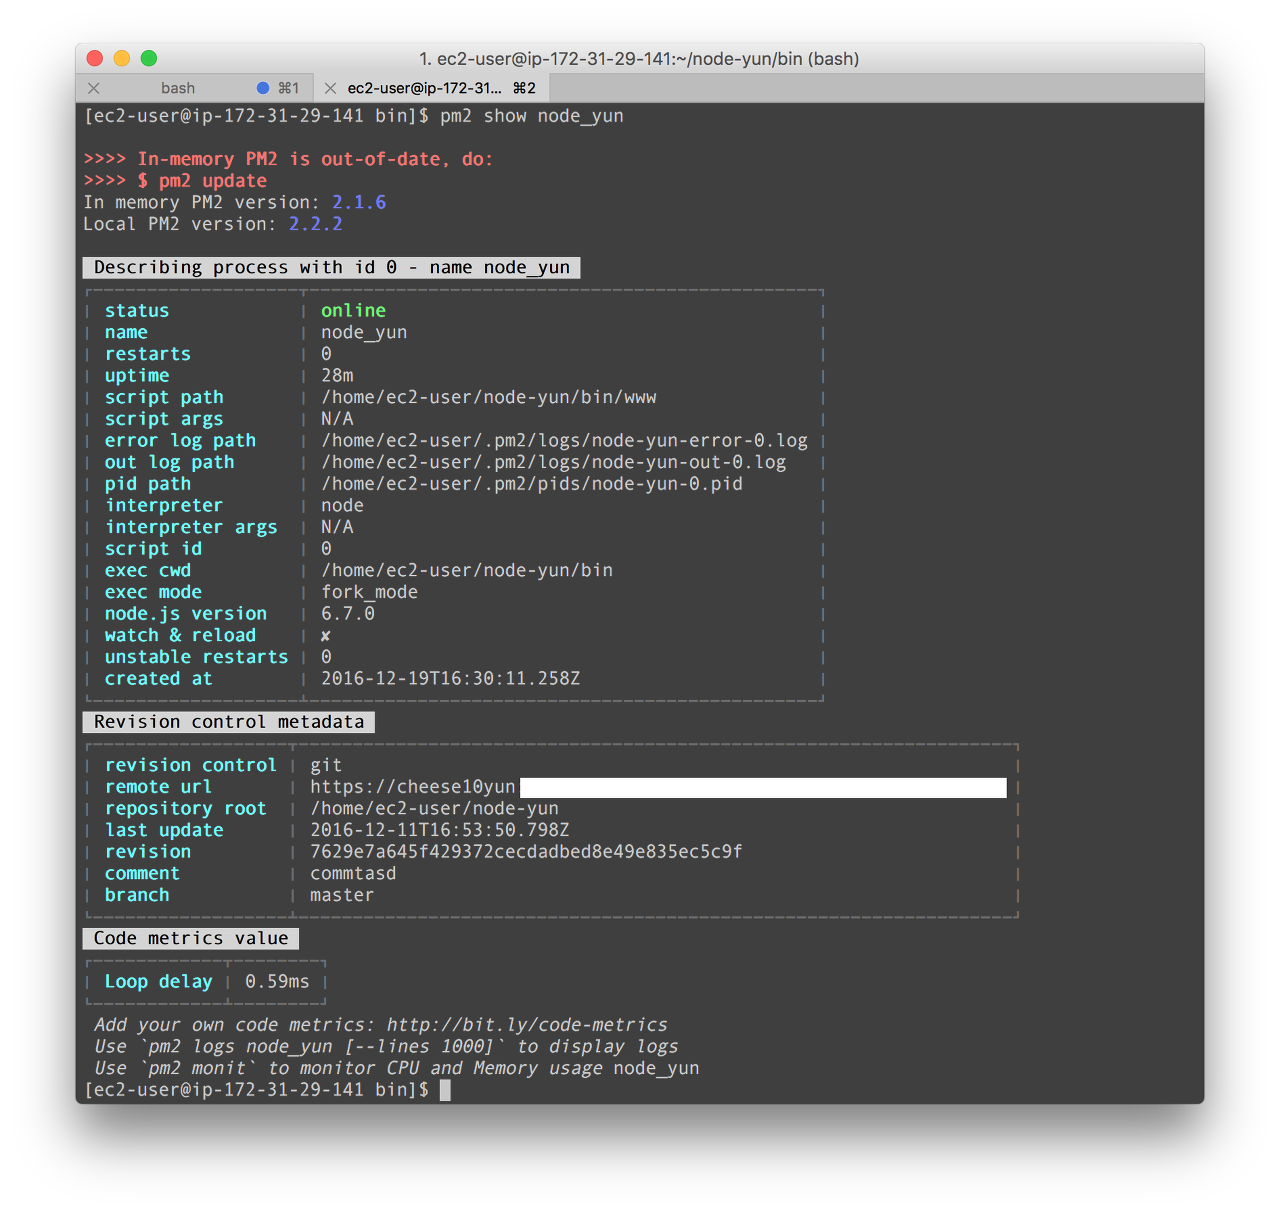 1. ec2-user@ip-172-31-29-141:~/node-yun/bin (bash)
bash ⌘1 ec2-user@ip-172-31... ⌘2
[ec2-user@ip-172-31-29-141 bin]$ pm2 show node_yun
>>>> In-memory PM2 is out-of-date, do:
>>>> $ pm2 update
In memory PM2 version: 2.1.6
Local PM2 version: 2.2.2
Describing process with id 0 - name node_yun
status online
name node_yun
restarts 0
uptime 28m
script path /home/ec2-user/node-yun/bin/www
script args N/A
error log path /home/ec2-user/.pm2/logs/node-yun-error-0.log
out log path /home/ec2-user/.pm2/logs/node-yun-out-0.log
pid path /home/ec2-user/.pm2/pids/node-yun-0.pid
interpreter node
interpreter args N/A
script id 0
exec cwd /home/ec2-user/node-yun/bin
exec mode fork_mode
node.js version 6.7.0
watch & reload ✘
unstable restarts 0
created at 2016-12-19T16:30:11.258Z
Revision control metadata
revision control git
remote url https://cheese10yun
repository root /home/ec2-user/node-yun
last update 2016-12-11T16:53:50.798Z
revision 7629e7a645f429372cecdadbed8e49e835ec5c9f
comment commtasd
branch master
Code metrics value
Loop delay 0.59ms
Add your own code metrics: http://bit.ly/code-metrics
Use `pm2 logs node_yun [--lines 1000]` to display logs
Use `pm2 monit` to monitor CPU and Memory usage node_yun
[ec2-user@ip-172-31-29-141 bin]$